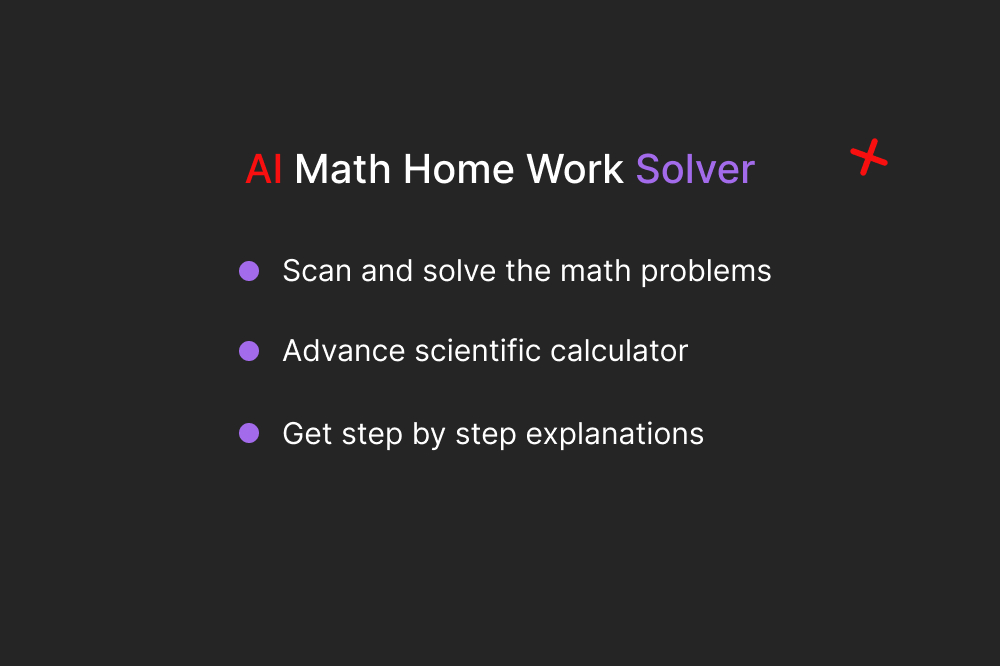 AI Math Home Work Solver
Scan and solve the math problems
Advance scientific calculator
Get step by step explanations